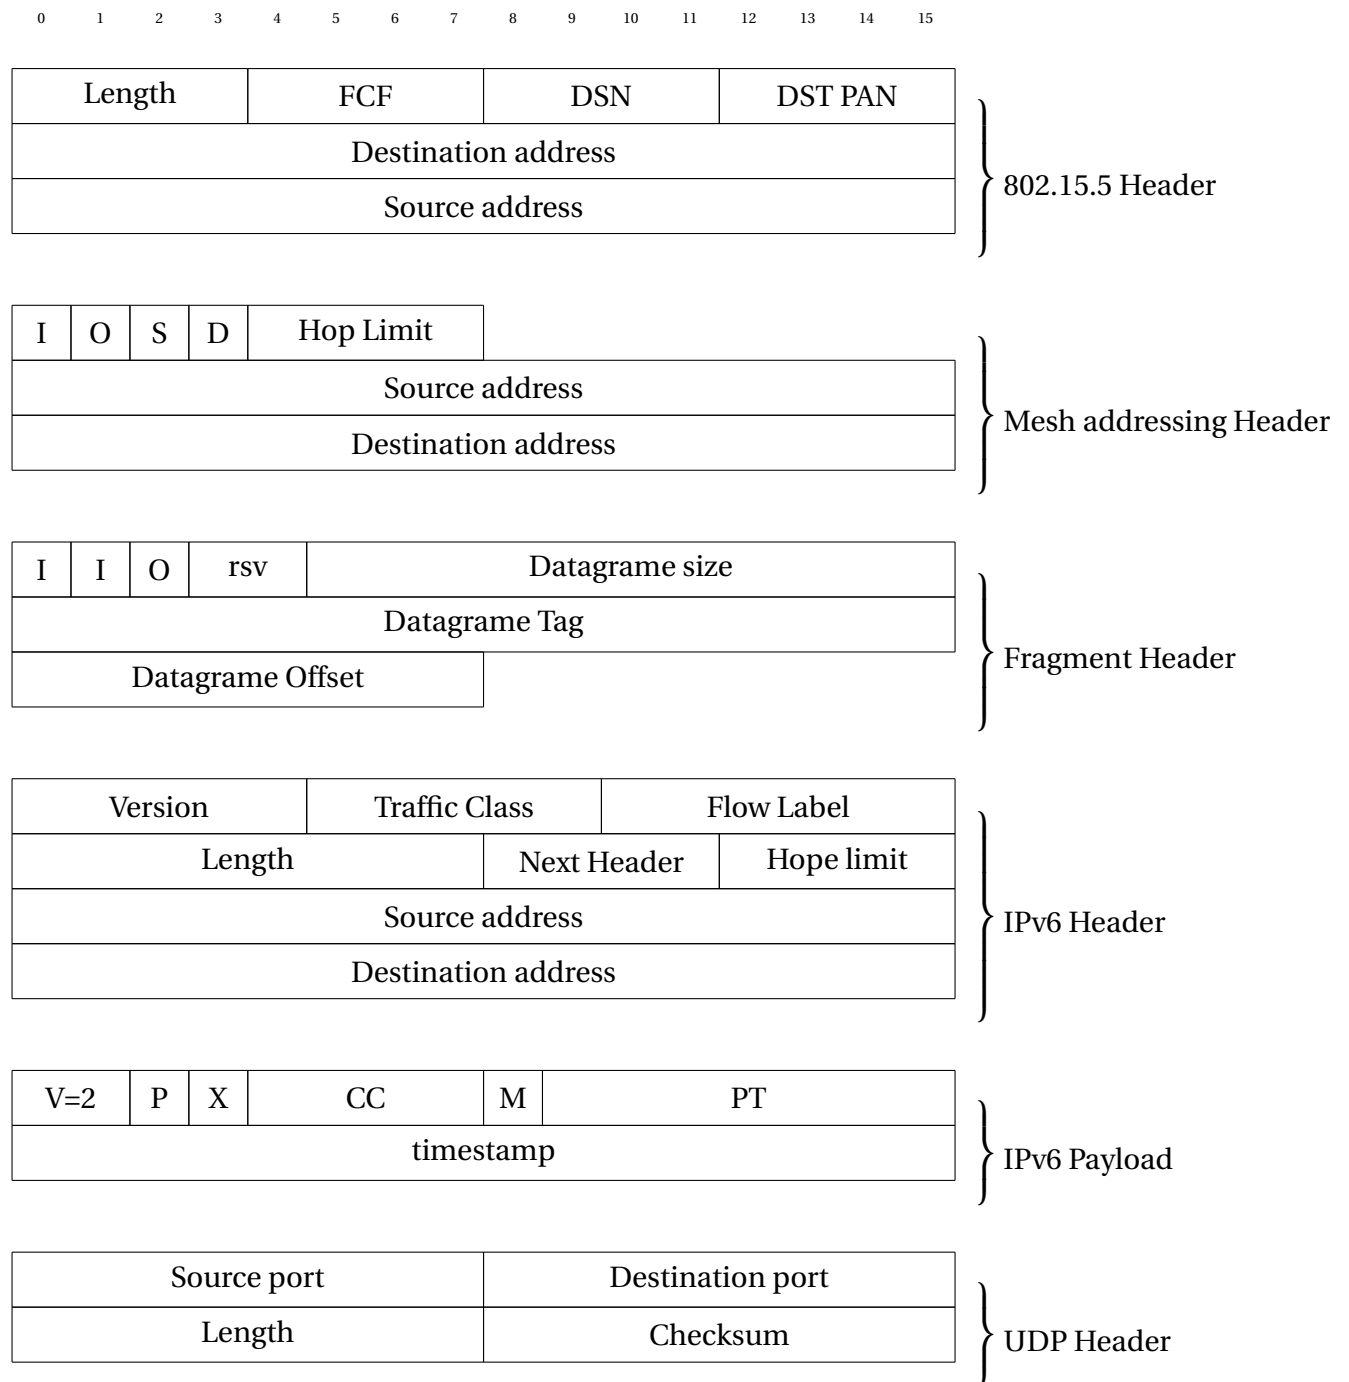 0 1 2 3 4 5 6 7 8 9 10 11 12 13 14 15
Length FCF DSN DST PAN
Destination address
Source address
802.15.5 Header
I O S D Hop Limit
Source address
Destination address
Mesh addressing Header
I I O rsv Datagrame size
Datagrame Tag
Datagrame Offset
Fragment Header
Version Traffic Class Flow Label
Length Next Header Hope limit
Source address
Destination address
IPv6 Header
V=2 P X CC M PT
timestamp
IPv6 Payload
Source port Destination port
Length Checksum
UDP Header